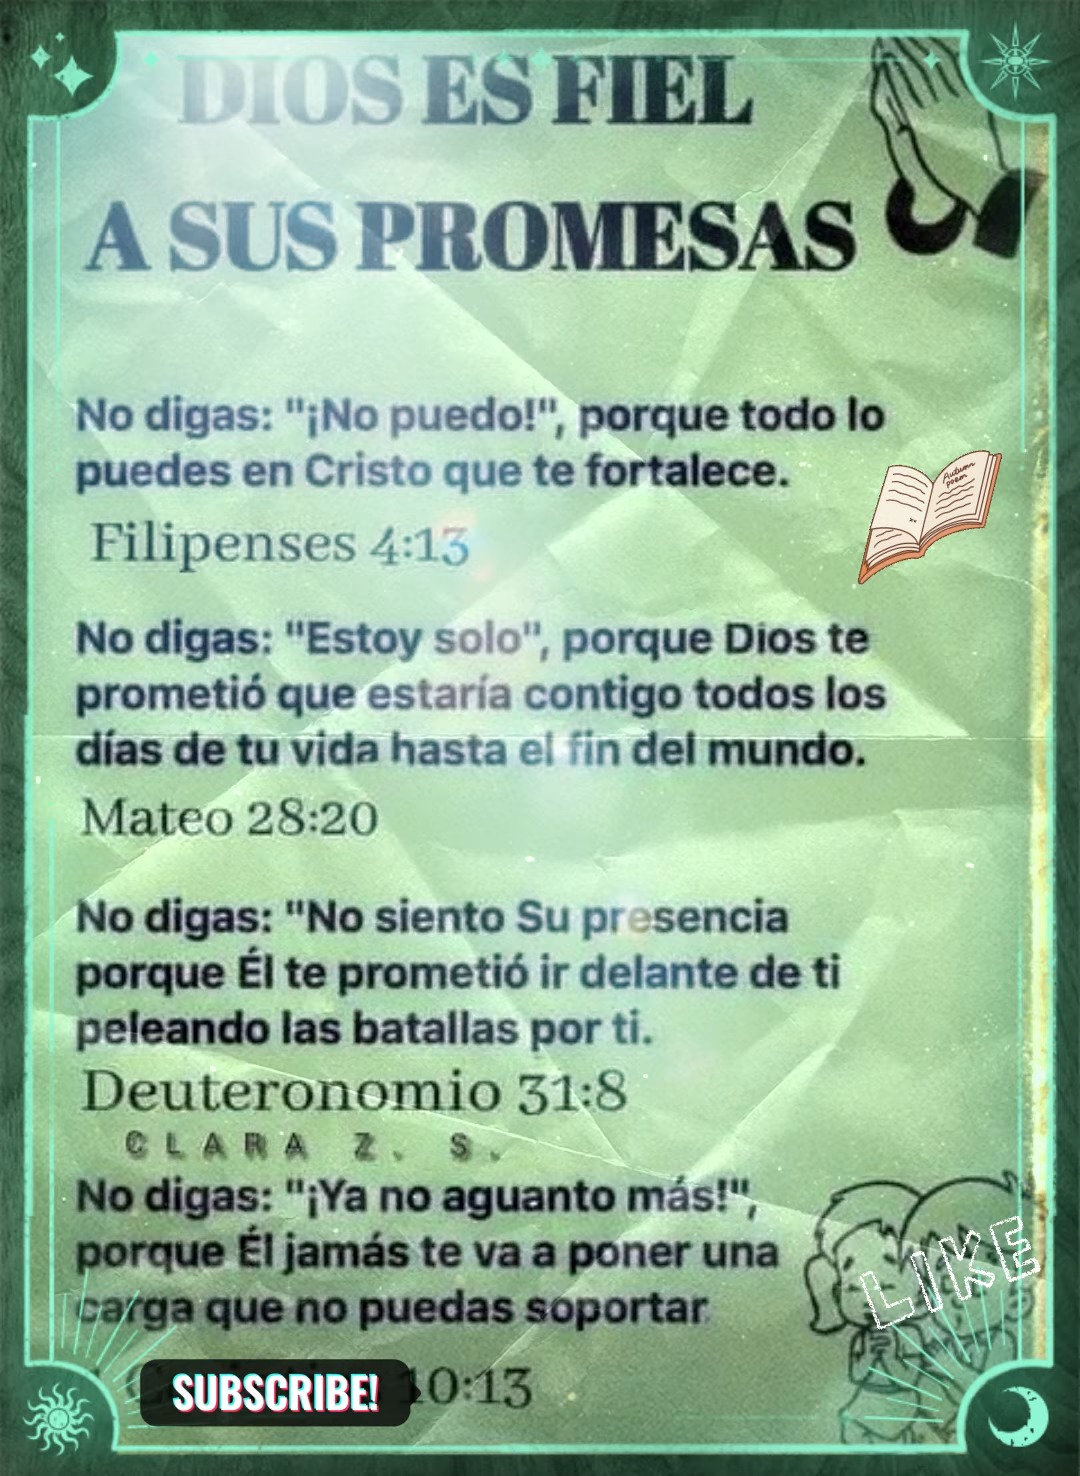 DIOS ES FIEL
A SUS PROMESAS
No digas: "¡No puedo!", porque todo lo
puedes en Cristo que te fortalece.
Filipenses 4:13
Autumn
poem
No digas: "Estoy solo", porque Dios te
prometió que estaría contigo todos los
días de tu vida hasta el fin del mundo.
Mateo 28:20
No digas: "No siento Su presencia
porque Él te prometió ir delante de ti
peleando las batallas por ti.
Deuteronomio 31:8
CLARA Z. S.
No digas: "¡Ya no aguanto más!",
porque Él jamás te va a poner una
carga que no puedas soportar.
LIKE
SUBSCRIBE!
10:13